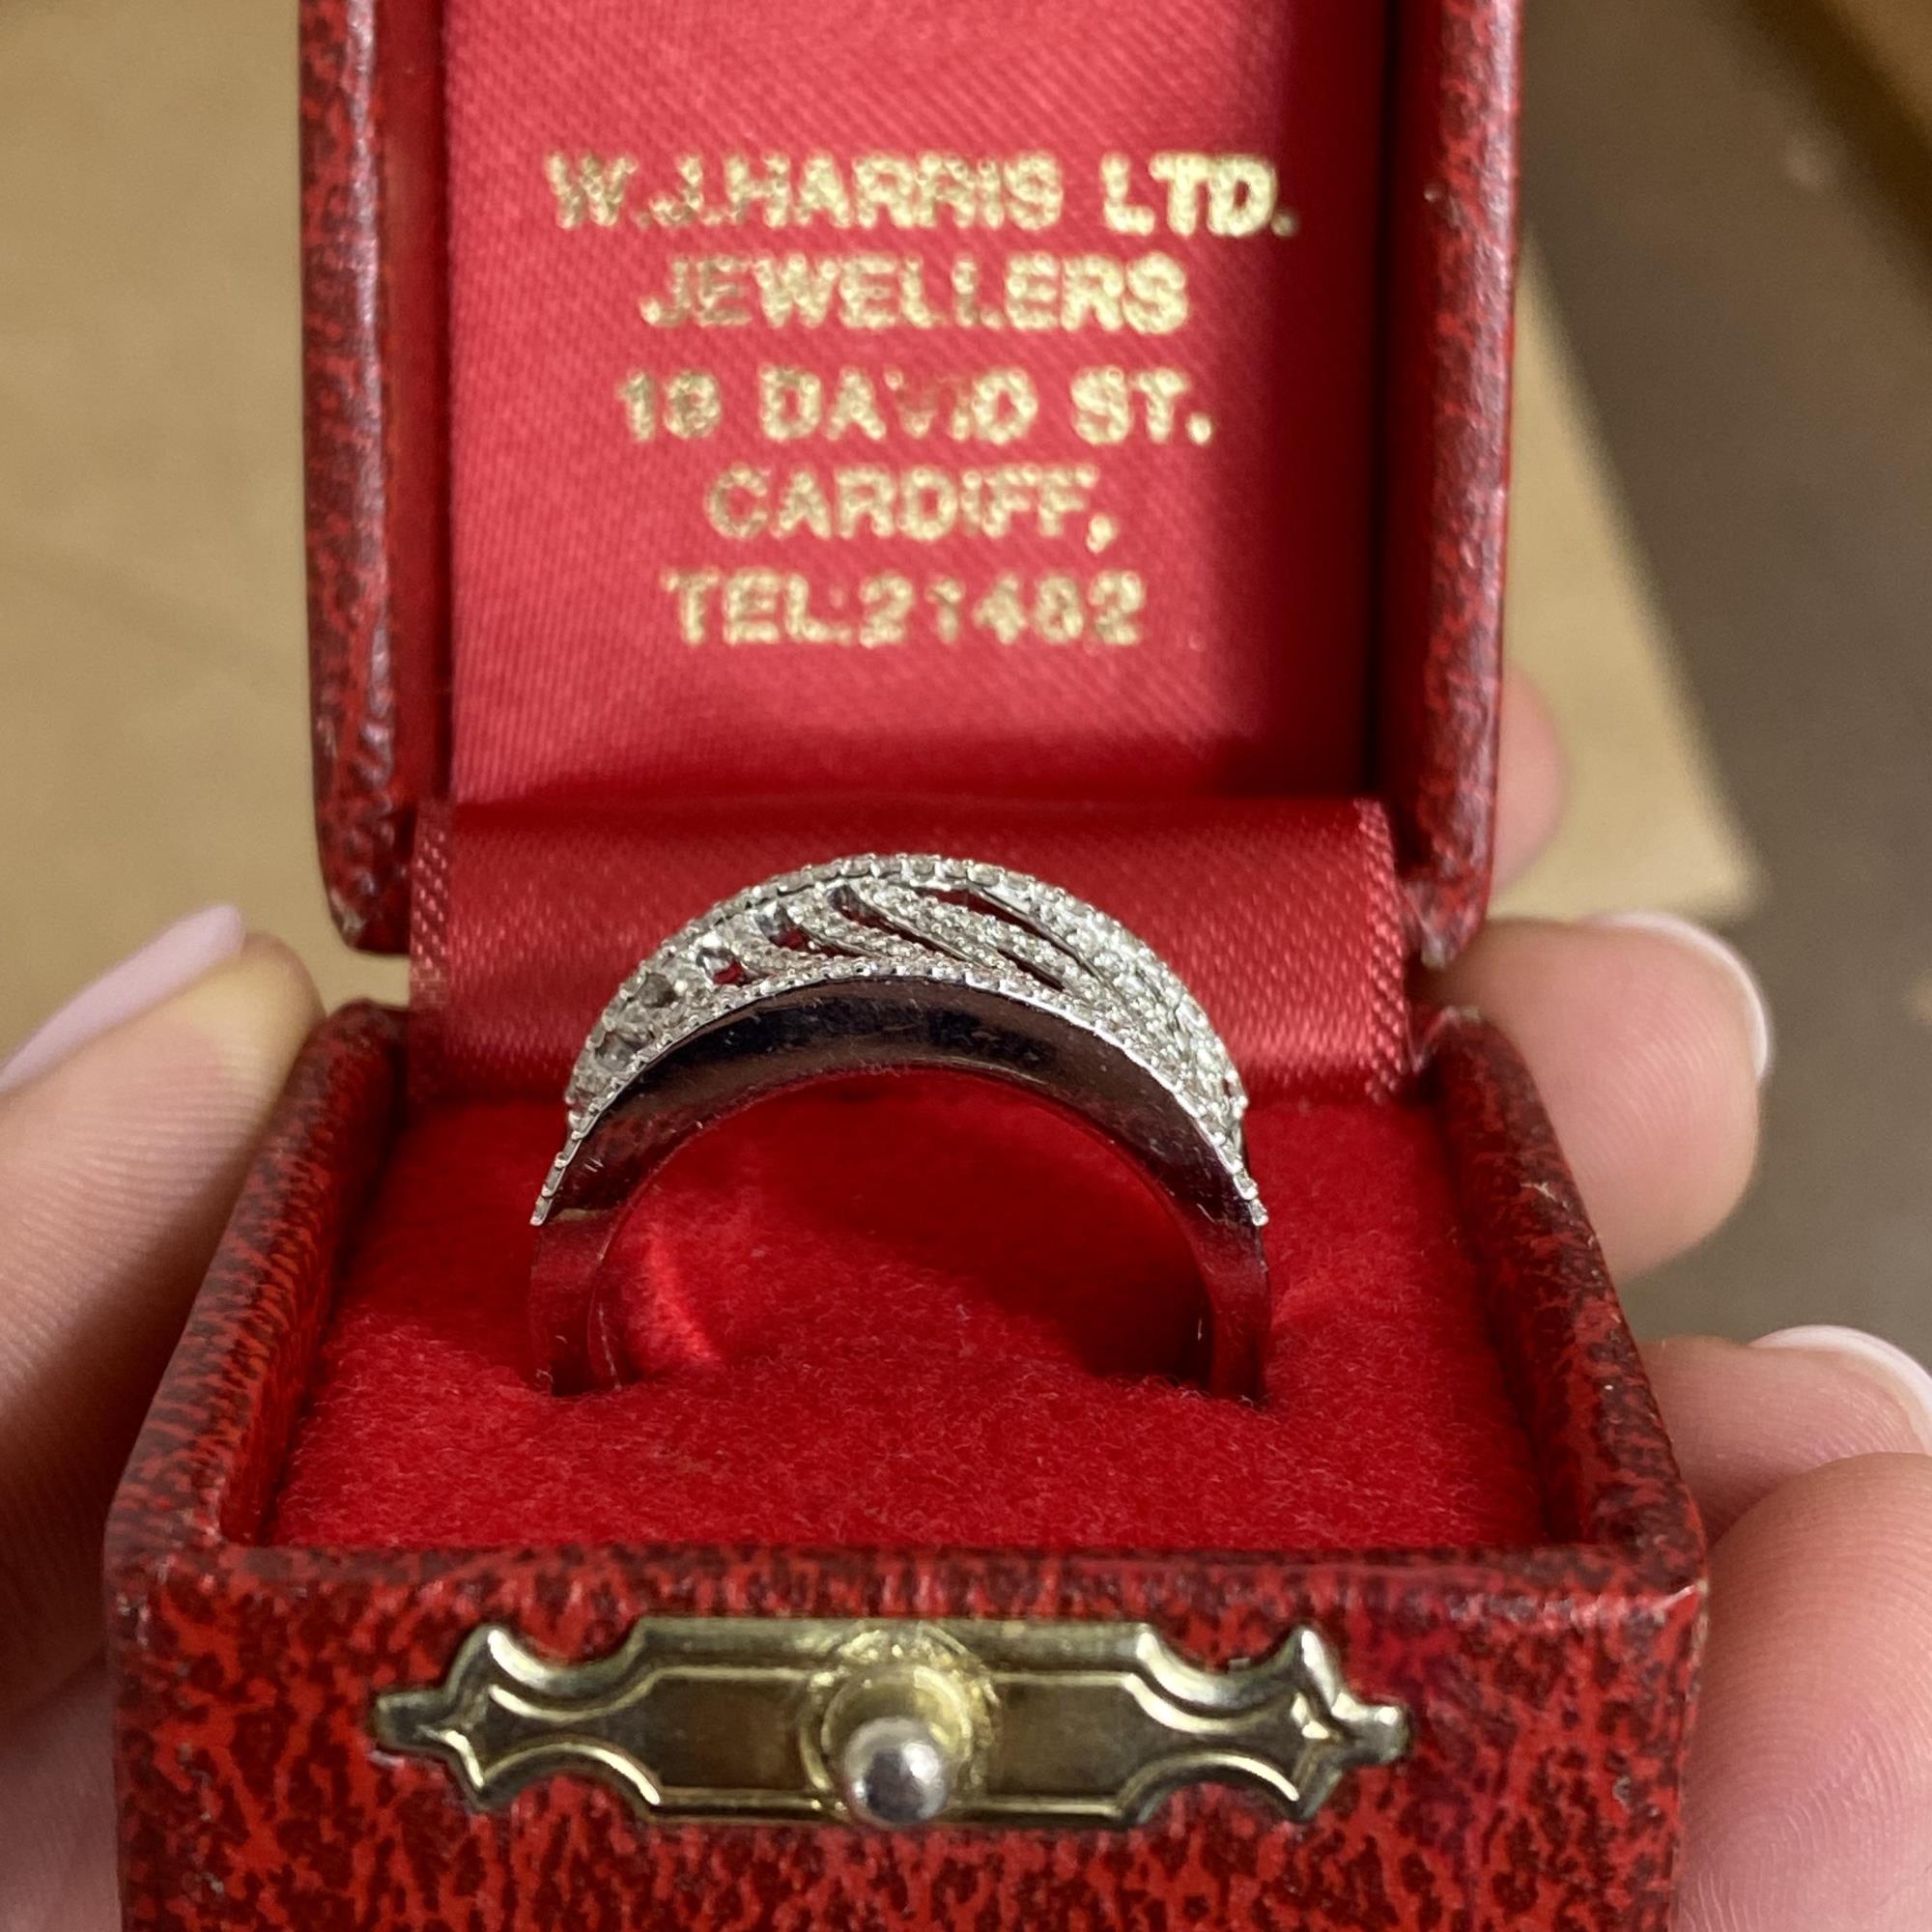 W.J.HARRIS LTD.
JEWELLERS
18 DAVID ST.
CARDIFF,
TEL:21482